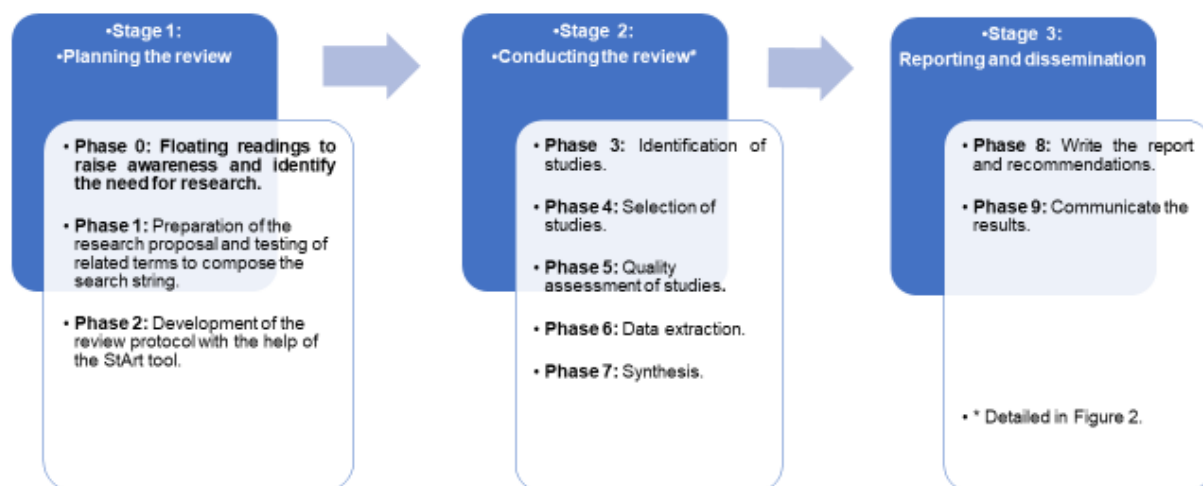 •Stage 1:
•Planning the review
• Phase 0: Floating readings to
raise awareness and identify
the need for research.
• Phase 1: Preparation of the
research proposal and testing of
related terms to compose the
search string.
• Phase 2: Development of the
review protocol with the help of
the StArt tool.
•Stage 2:
•Conducting the review*
• Phase 3: Identification of
studies.
• Phase 4: Selection of
studies.
• Phase 5: Quality
assessment of studies.
• Phase 6: Data extraction.
• Phase 7: Synthesis.
•Stage 3:
Reporting and dissemination
• Phase 8: Write the report
and recommendations.
• Phase 9: Communicate the
results.
• * Detailed in Figure 2.